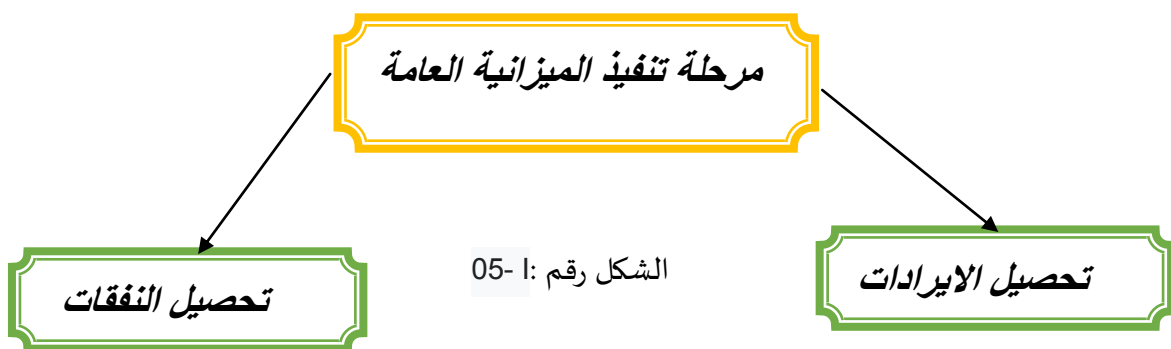 مرحلة تنفيذ الميزانية العامة
تحصيل الايرادات
الشكل رقم :I -05
تحصيل النفقات